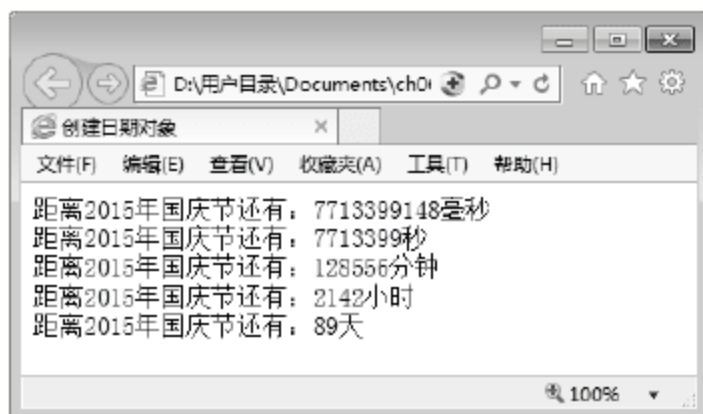 D:\用户目录\Documents\ch0
创建日期对象
文件(F) 编辑(E) 查看(V) 收藏夹(A) 工具(T) 帮助(H)
距离2015年国庆节还有：7713399148毫秒
距离2015年国庆节还有：7713399秒
距离2015年国庆节还有：128556分钟
距离2015年国庆节还有：2142小时
距离2015年国庆节还有：89天
100%